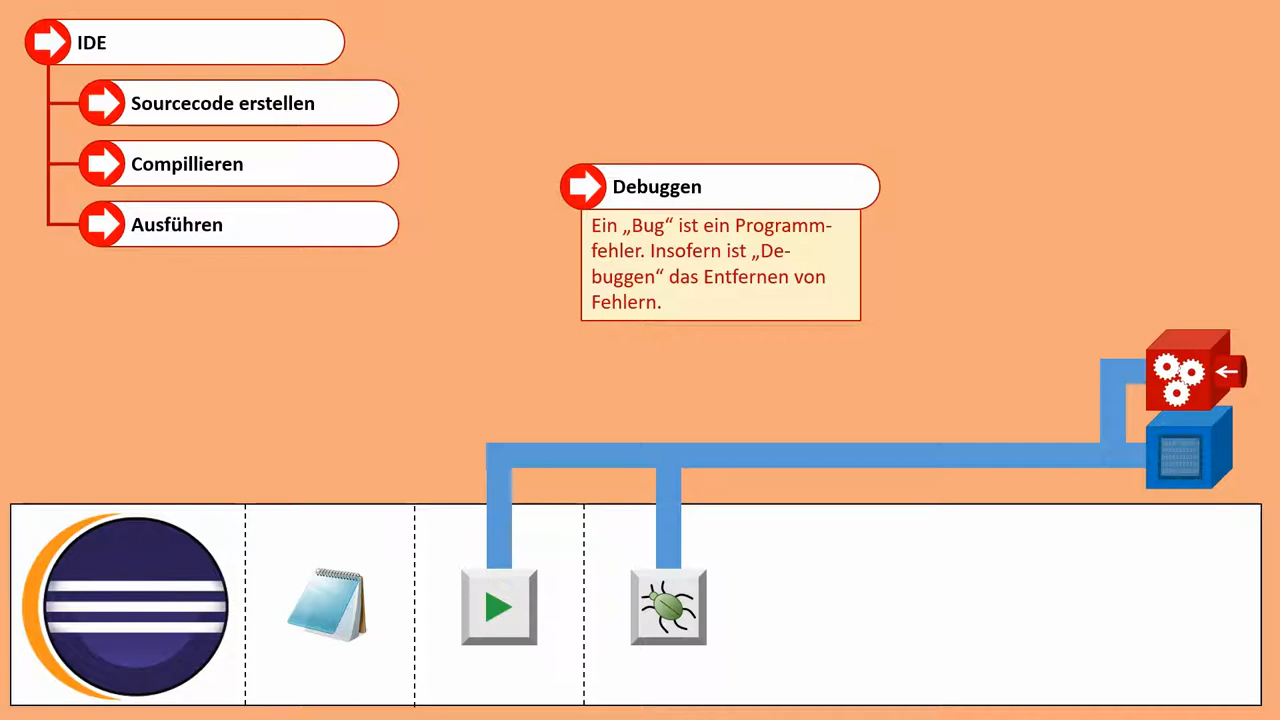 IDE
Sourcecode erstellen
Compillieren
Ausführen
Debuggen
Ein „Bug“ ist ein Programm-
fehler. Insofern ist „De-
buggen“ das Entfernen von
Fehlern.